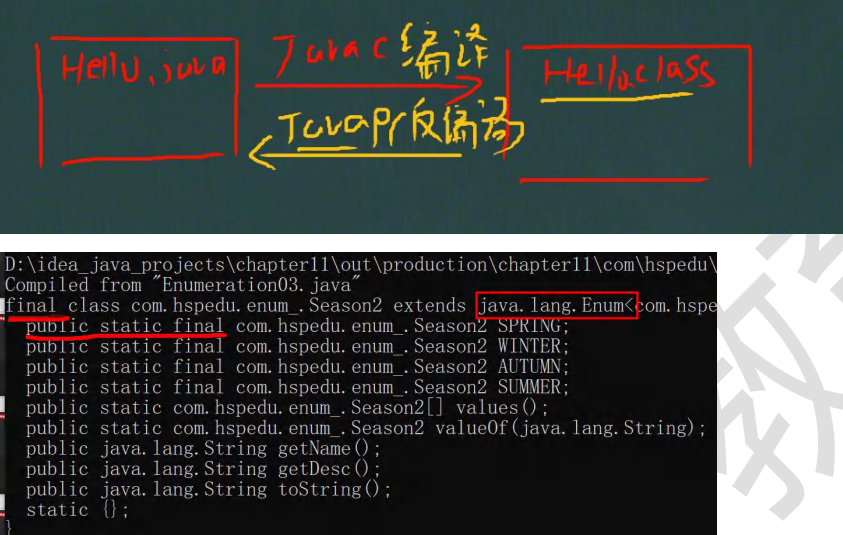 Hello.java
Javac编译
Hello.class
Javap/反编译
D:\idea_java_projects\chapter11\out\production\chapter11\com\hspedu\
Compiled from "Enumeration03.java"
final class com.hspedu.enum_.Season2 extends java.lang.Enum<com.hspe
public static final com.hspedu.enum_.Season2 SPRING;
public static final com.hspedu.enum_.Season2 WINTER;
public static final com.hspedu.enum_.Season2 AUTUMN;
public static final com.hspedu.enum_.Season2 SUMMER;
public static com.hspedu.enum_.Season2[] values();
public static com.hspedu.enum_.Season2 valueOf(java.lang.String);
public java.lang.String getName();
public java.lang.String getDesc();
public java.lang.String toString();
static {};
}